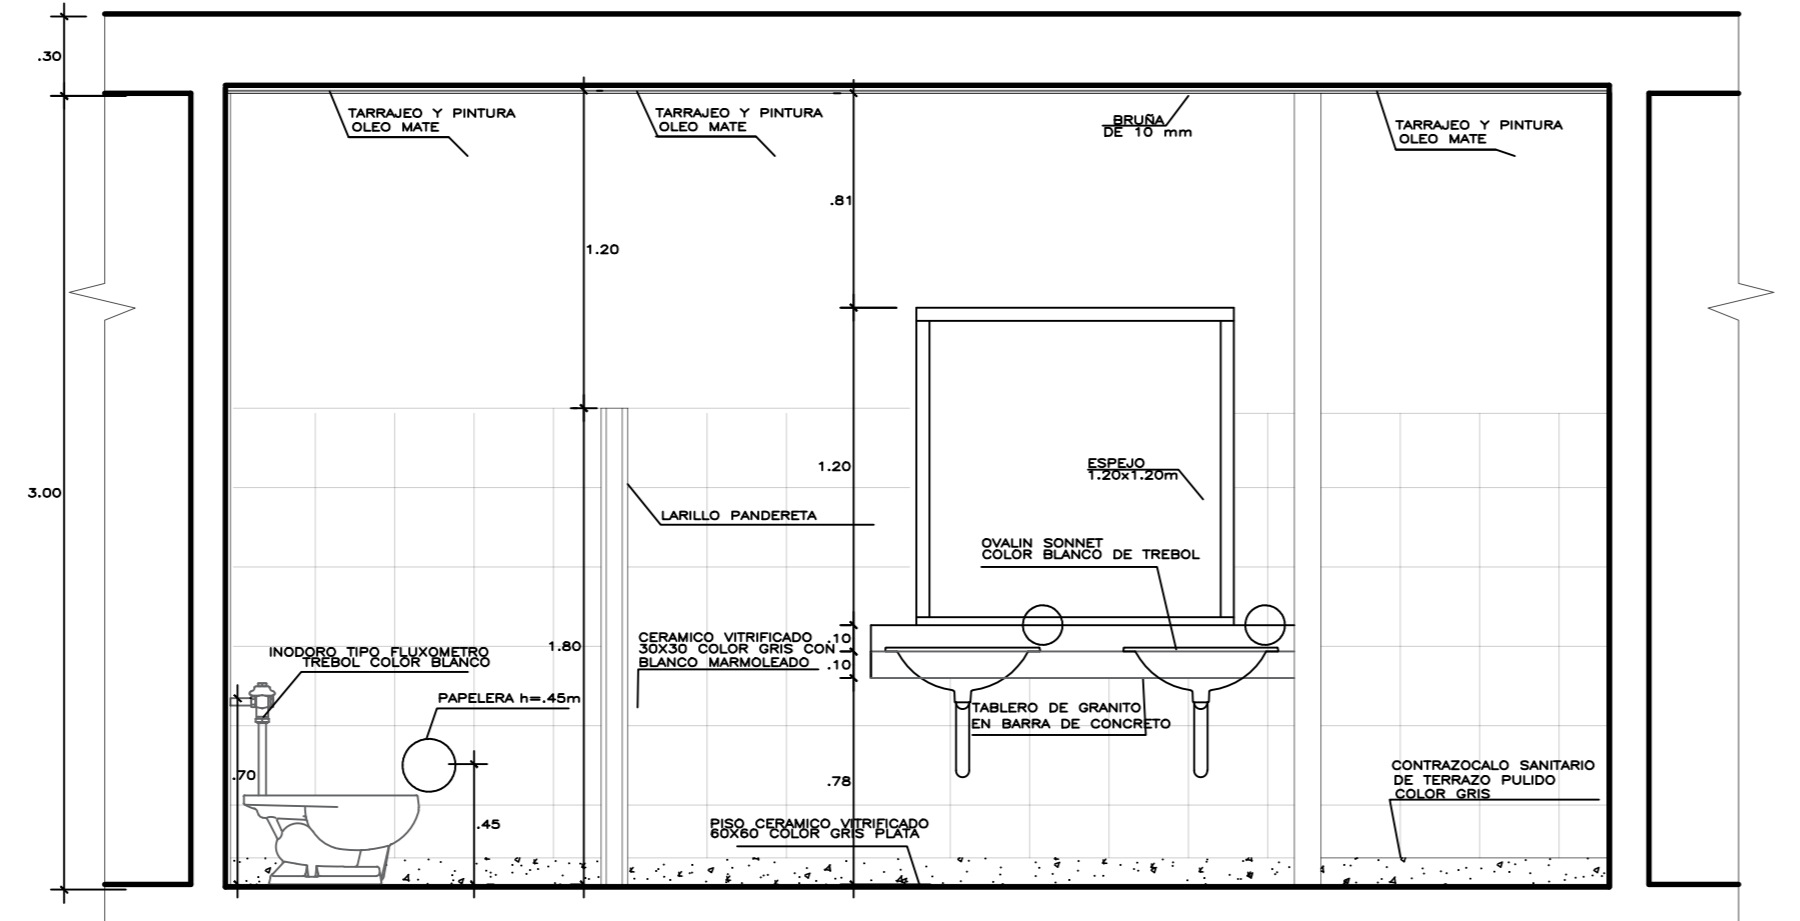 .30
TARRAJEO Y PINTURA
OLEO MATE
TARRAJEO Y PINTURA
OLEO MATE
BRUÑA
DE 10 mm
TARRAJEO Y PINTURA
OLEO MATE
.81
1.20
3.00
1.20
ESPEJO
1.20x1.20m
LARILLO PANDERETA
OVALIN SONNET
COLOR BLANCO DE TREBOL
INODORO TIPO FLUXOMETRO
TREBOL COLOR BLANCO
1.80
CERAMICO VITRIFICADO
30X30 COLOR GRIS CON
BLANCO MARMOLEADO
.10
.10
PAPELERA h=.45m
TABLERO DE GRANITO
EN BARRA DE CONCRETO
.70
.78
CONTRAZOCALO SANITARIO
DE TERRAZO PULIDO
COLOR GRIS
.45
PISO CERAMICO VITRIFICADO
60X60 COLOR GRIS PLATA